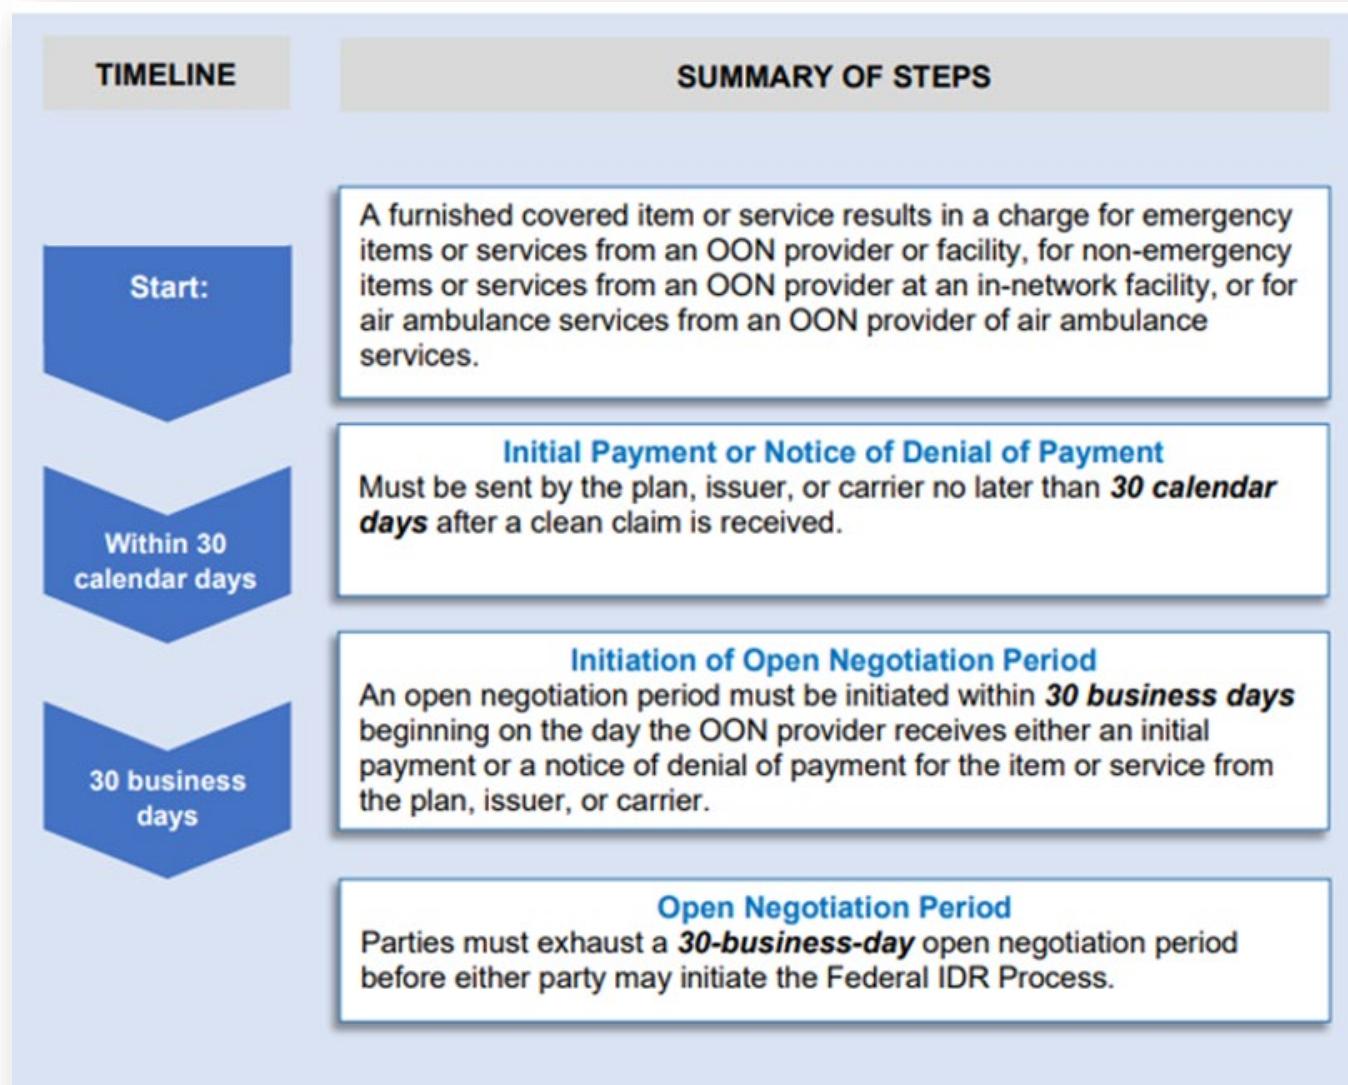 TIMELINE
SUMMARY OF STEPS
Start:
A furnished covered item or service results in a charge for emergency
items or services from an OON provider or facility, for non-emergency
items or services from an OON provider at an in-network facility, or for
air ambulance services from an OON provider of air ambulance
services.
Within 30
calendar days
Initial Payment or Notice of Denial of Payment
Must be sent by the plan, issuer, or carrier no later than 30 calendar
days after a clean claim is received.
30 business
days
Initiation of Open Negotiation Period
An open negotiation period must be initiated within 30 business days
beginning on the day the OON provider receives either an initial
payment or a notice of denial of payment for the item or service from
the plan, issuer, or carrier.
Open Negotiation Period
Parties must exhaust a 30-business-day open negotiation period
before either party may initiate the Federal IDR Process.